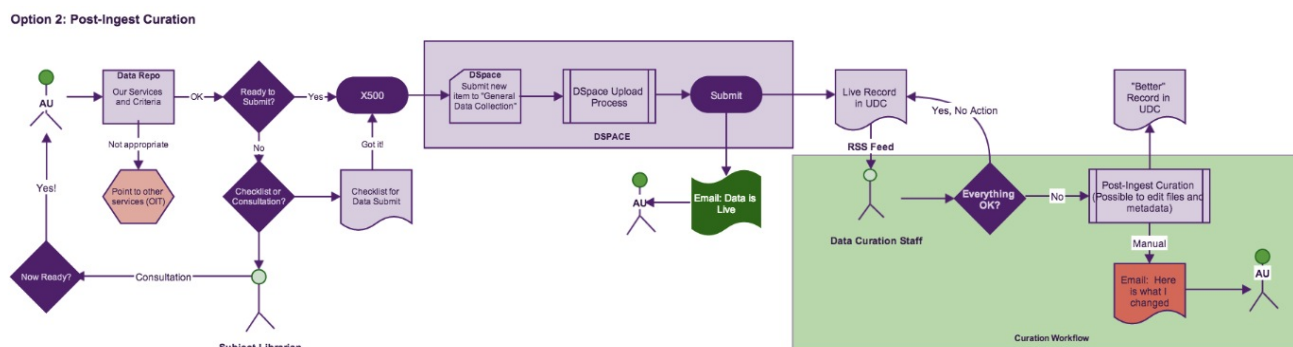 Option 2: Post-Ingest Curation
AU
Data Repo
Our Services
and Criteria
OK
Ready to
Submit?
Yes
X500
DSpace
Submit new
item to "General
Data Collection"
DSpace Upload
Process
Submit
DSPACE
Live Record
in UDC
Yes, No Action
"Better"
Record in
UDC
Not appropriate
No
Got it!
RSS Feed
Yes!
Point to other
services (OIT)
Checklist or
Consultation?
Checklist for
Data Submit
AU
Email: Data is
Live
Data Curation Staff
Everything
OK?
No
Post-Ingest Curation
(Possible to edit files and
metadata)
Manual
Now Ready?
Consultation
Email: Here
is what I
changed
AU
Subject Librarian
Curation Workflow